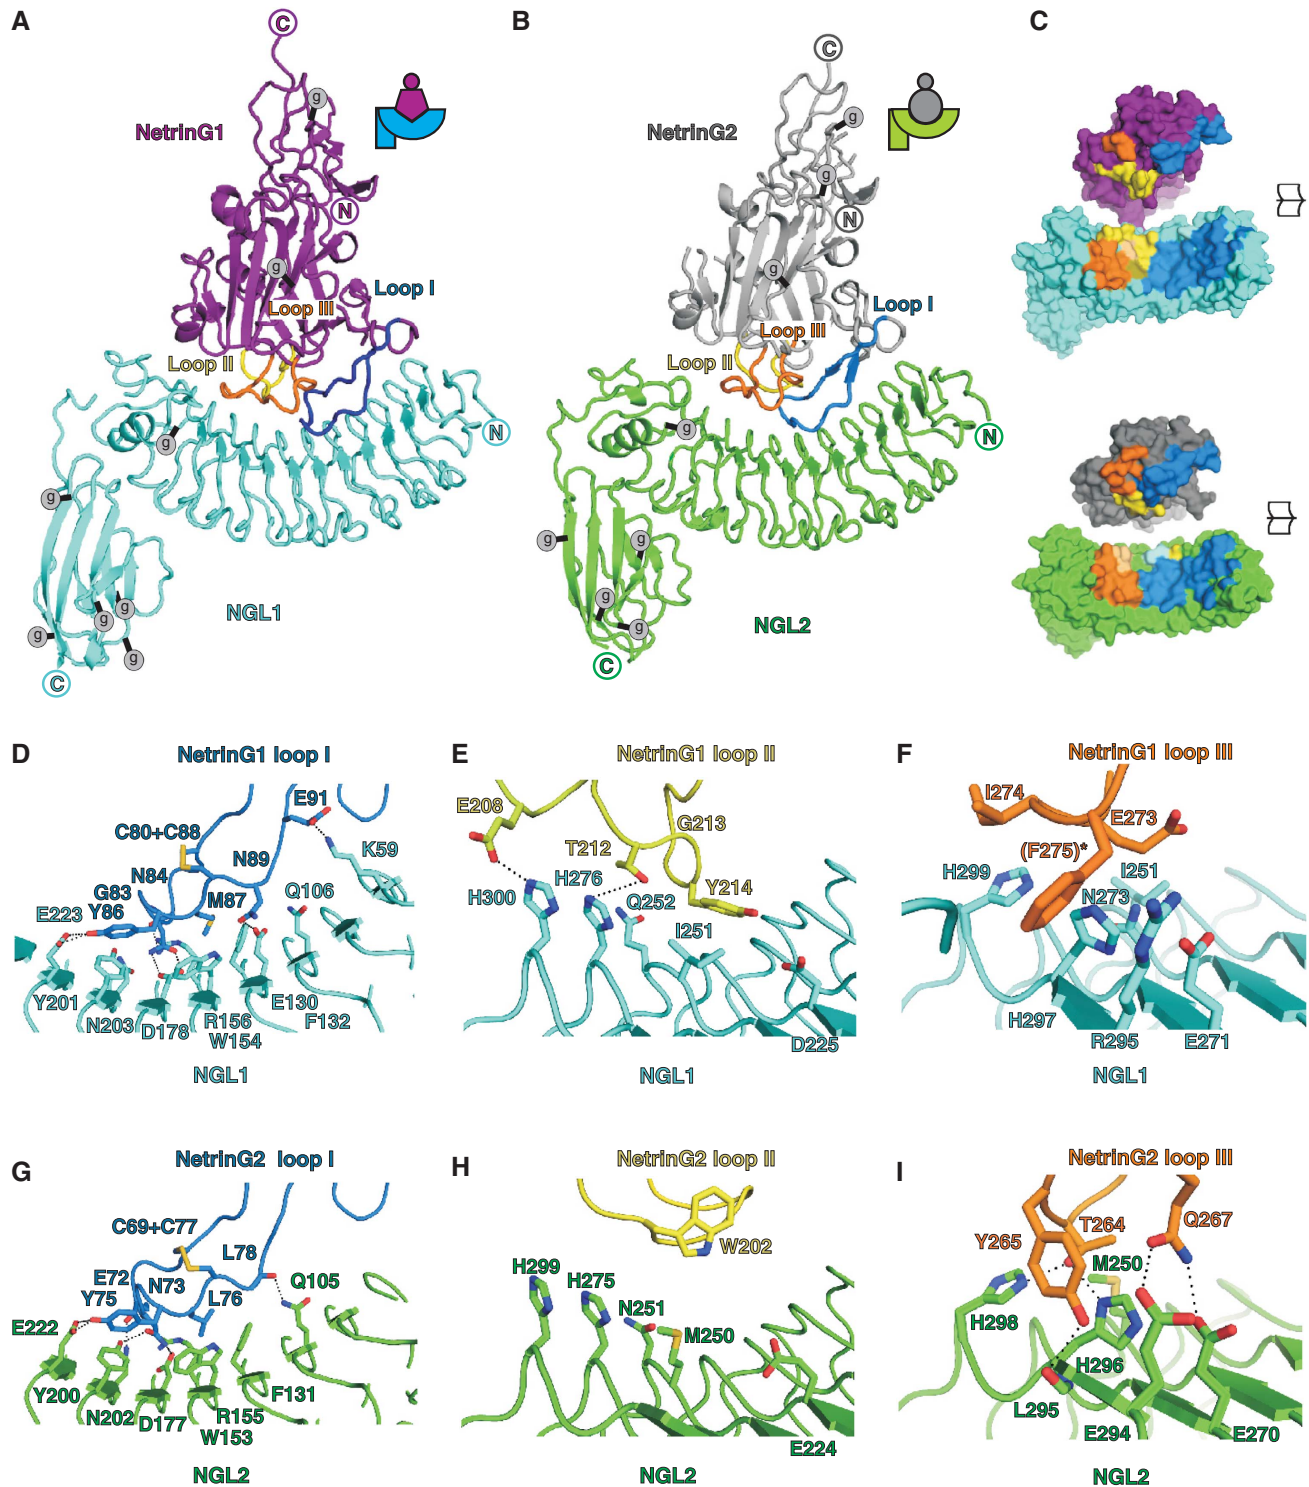 A
B
C
C
g
NetrinG1
N
g
Loop I
Loop III
Loop II
g
N
g
g
g
g
g
NGL1
C
C
g
NetrinG2
g
N
g
Loop I
Loop III
Loop II
g
N
g
g
g
g
NGL2
C
D
NetrinG1 loop I
E91
C80+C88
K59
N89
N84
G83
M87
Q106
E223
Y86
Y201
E130
N203
D178
R156
F132
W154
NGL1
E
NetrinG1 loop II
E208
G213
T212
H276
Y214
H300
Q252
I251
D225
NGL1
F
NetrinG1 loop III
I274
E273
(F275)*
H299
I251
N273
H297
R295
E271
NGL1
G
NetrinG2 loop I
C69+C77
L78
E72
N73
Q105
Y75
L76
E222
Y200
F131
N202
D177
R155
W153
NGL2
H
NetrinG2 loop II
W202
H299
H275
N251
M250
E224
NGL2
I
NetrinG2 loop III
Q267
T264
Y265
M250
H298
H296
L295
E294
E270
NGL2